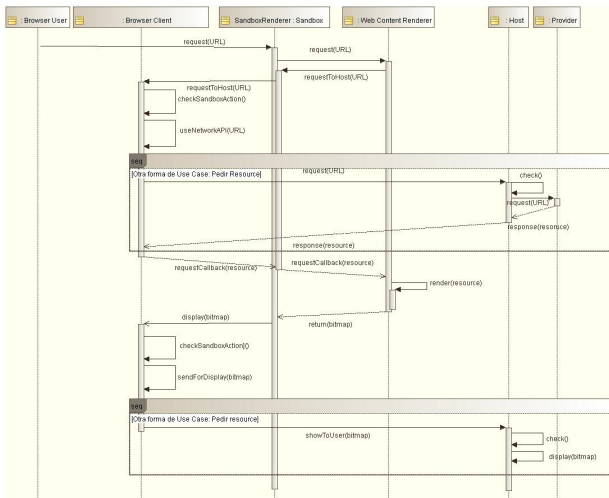 : Browser User
: Browser Client
SandboxRenderer : Sandbox
: Web Content Renderer
: Host
: Provider
request(URL)
request(URL)
requestToHost(URL)
requestToHost(URL)
checkSandboxAction()
useNetworkAPI(URL)
seq
[Otra forma de Use Case: Pedir Resource]
request(URL)
check()
request(URL)
response(resoruce)
response(resource)
requestCallback(resource)
requestCallback(resource)
render(resource)
display(bitmap)
return(bitmap)
checkSandboxAction()
sendForDisplay(bitmap)
seq
[Otra forma de Use Case: Pedir resource]
showToUser(bitmap)
check()
display(bitmap)